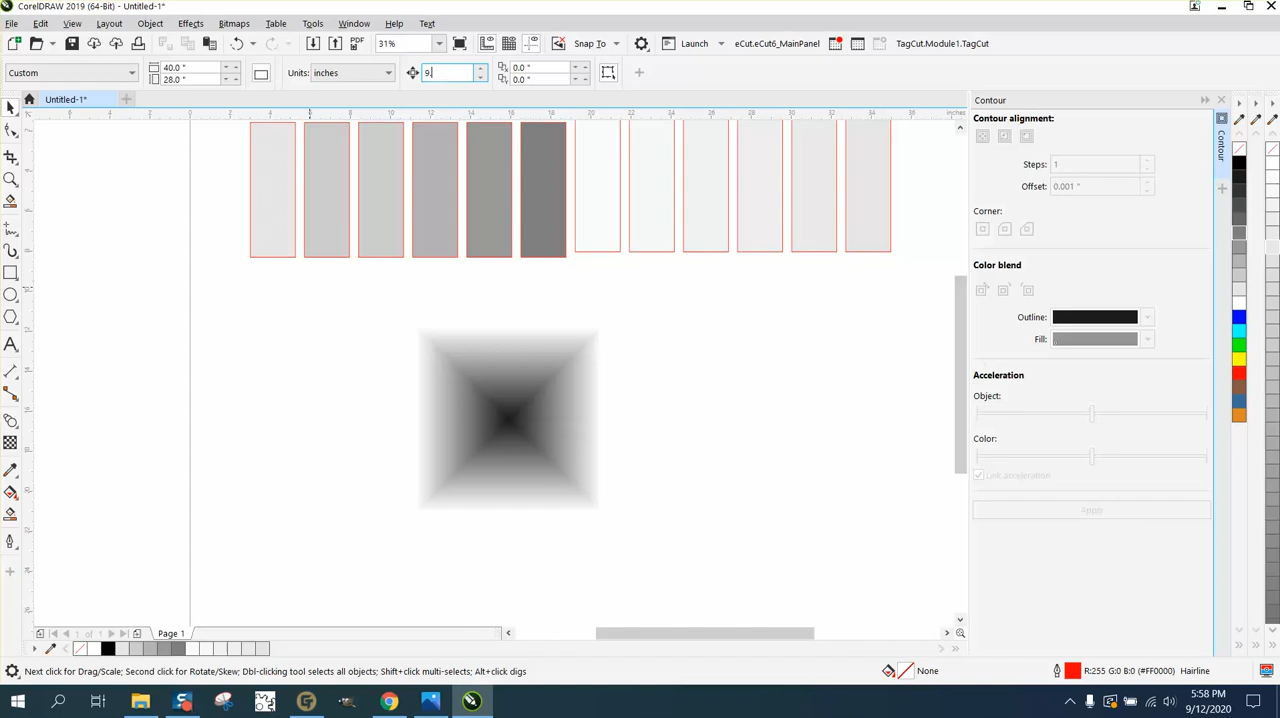 CorelDRAW 2019 (64-Bit) - Untitled-1*
File Edit View Layout Object Effects Bitmaps Table Tools Window Help Text
PDF 31% Snap To Launch eCut.eCut6_MainPanel TagCut.Module1.TagCut
Custom 40.0 " 28.0 " Units: inches 9. 0.0 " 0.0 "
Untitled-1*
inches
Contour
Contour alignment:
Steps: 1
Offset: 0.001 "
Corner:
Color blend
Outline:
Fill:
Acceleration
Object:
Color:
Link acceleration
Apply
Contour
1 of 1 Page 1
Next click for Drag/Scale; Second click for Rotate/Skew; Dbl-clicking tool selects all objects; Shift+click multi-selects; Alt+click digs
None
R:255 G:0 B:0 (#FF0000) Hairline
5:58 PM
9/12/2020